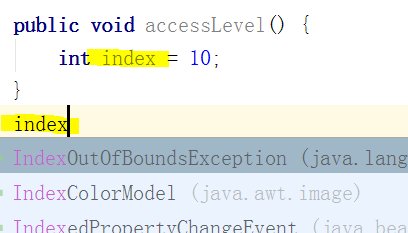 public void accessLevel() {
int index = 10;
}
index
IndexOutOfBoundsException (java.lang
IndexColorModel (java.awt.image)
IndexedPropertyChangeEvent (java.bea